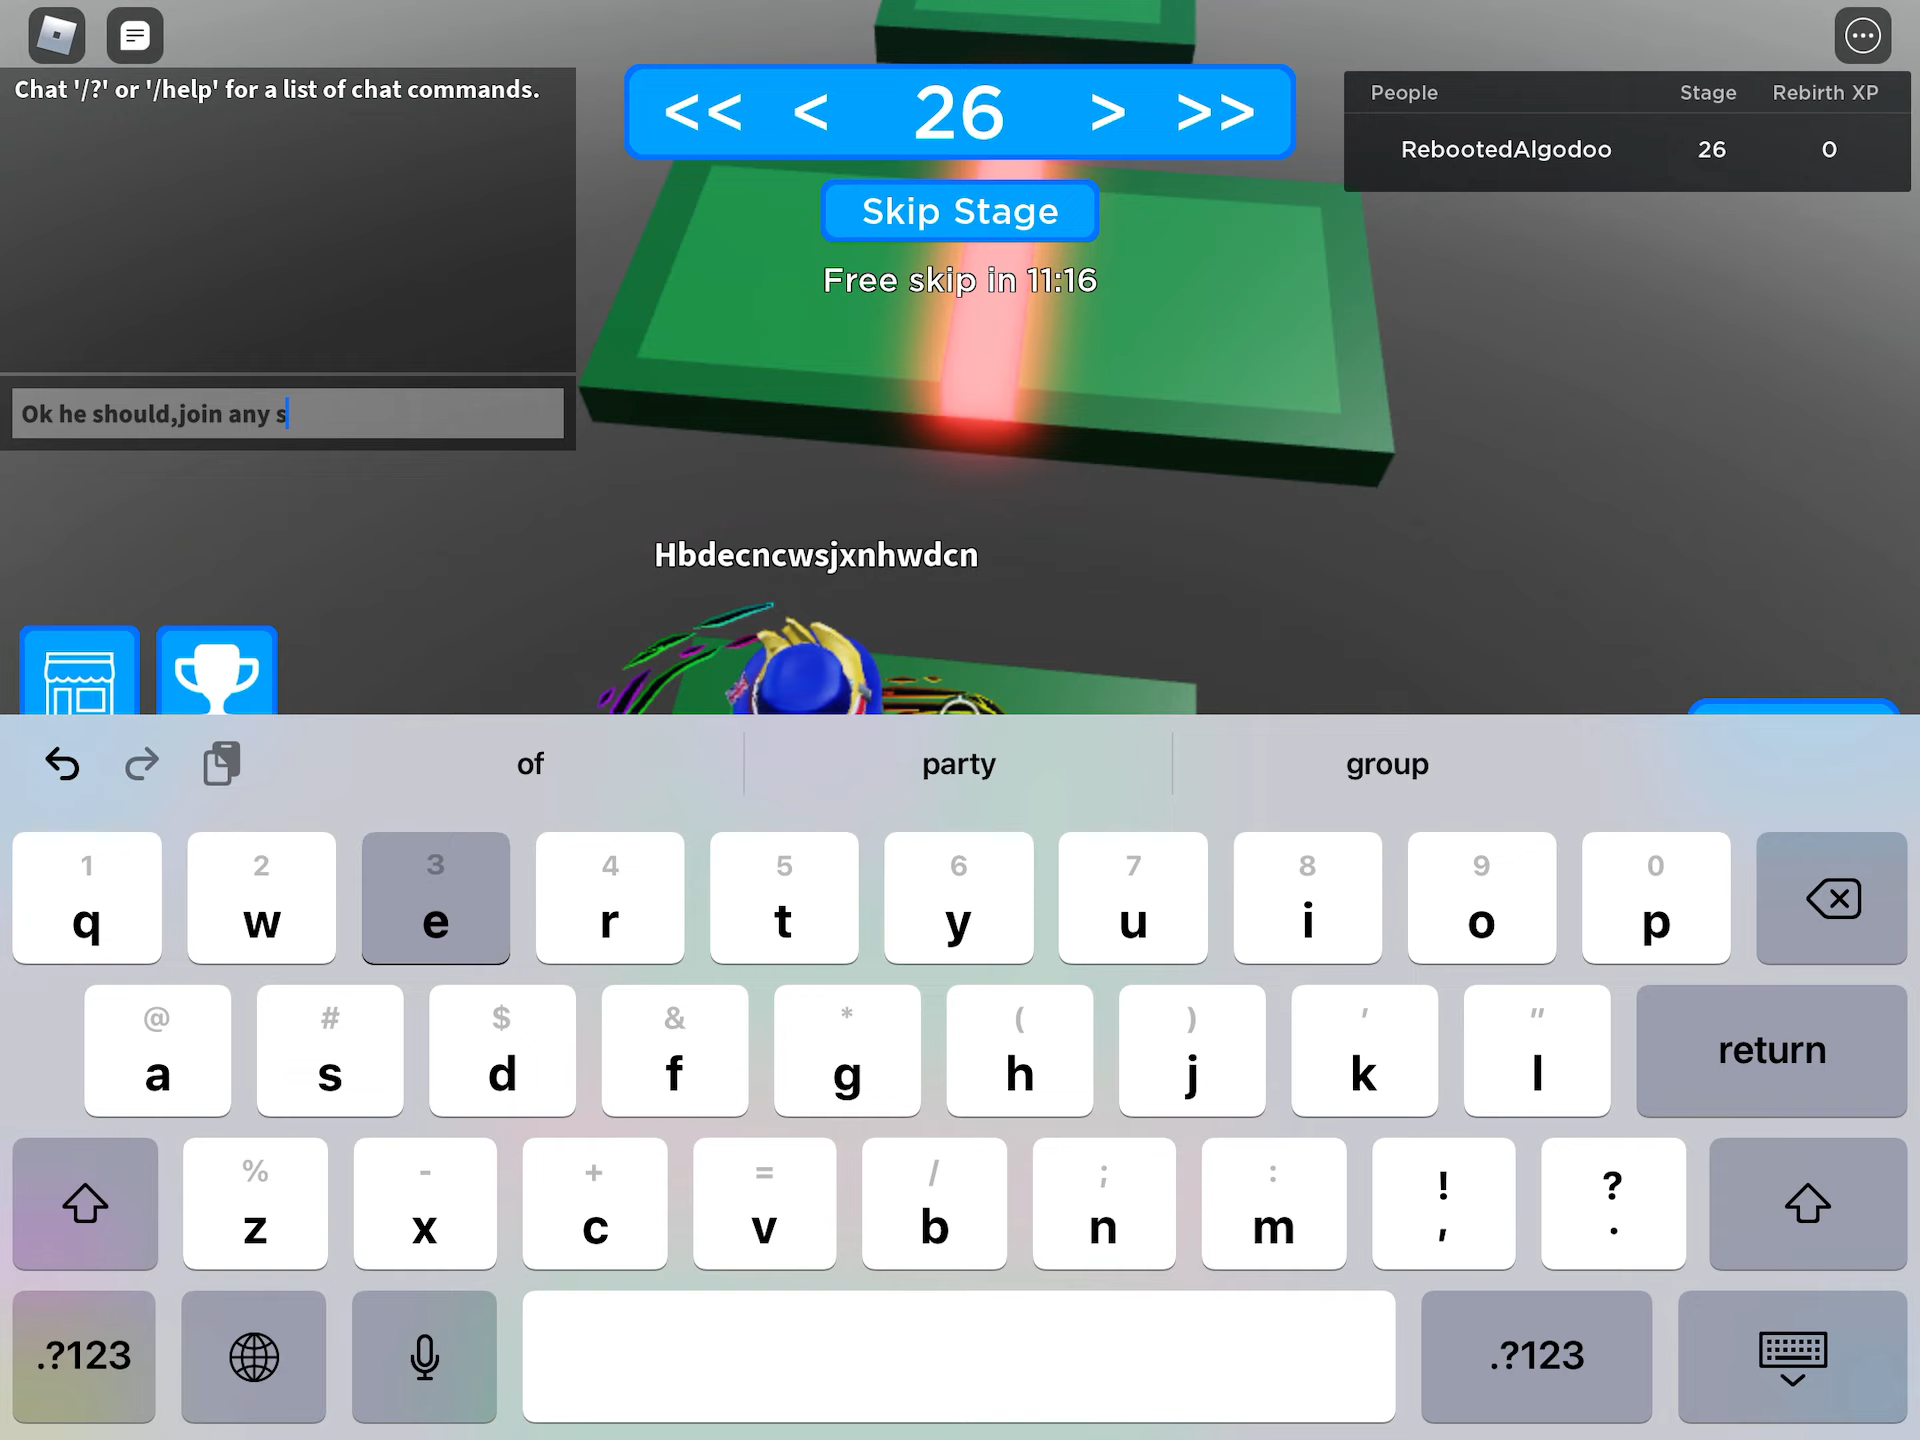 Chat '/?' or '/help' for a list of chat commands.
<< < 26 > >>
People Stage Rebirth XP
RebootedAlgodoo 26 0
Skip Stage
Free skip in 11:16
Ok he should,join any s
Hbdecncwsjxnhwdcn
of party group
1 2 3 4 5 6 7 8 9 0
q w e r t y u i o p
@ # $ & * ( ) ' "
a s d f g h j k l return
% - + = / ; : ! ?
z x c v b n m , .
.?123 .?123